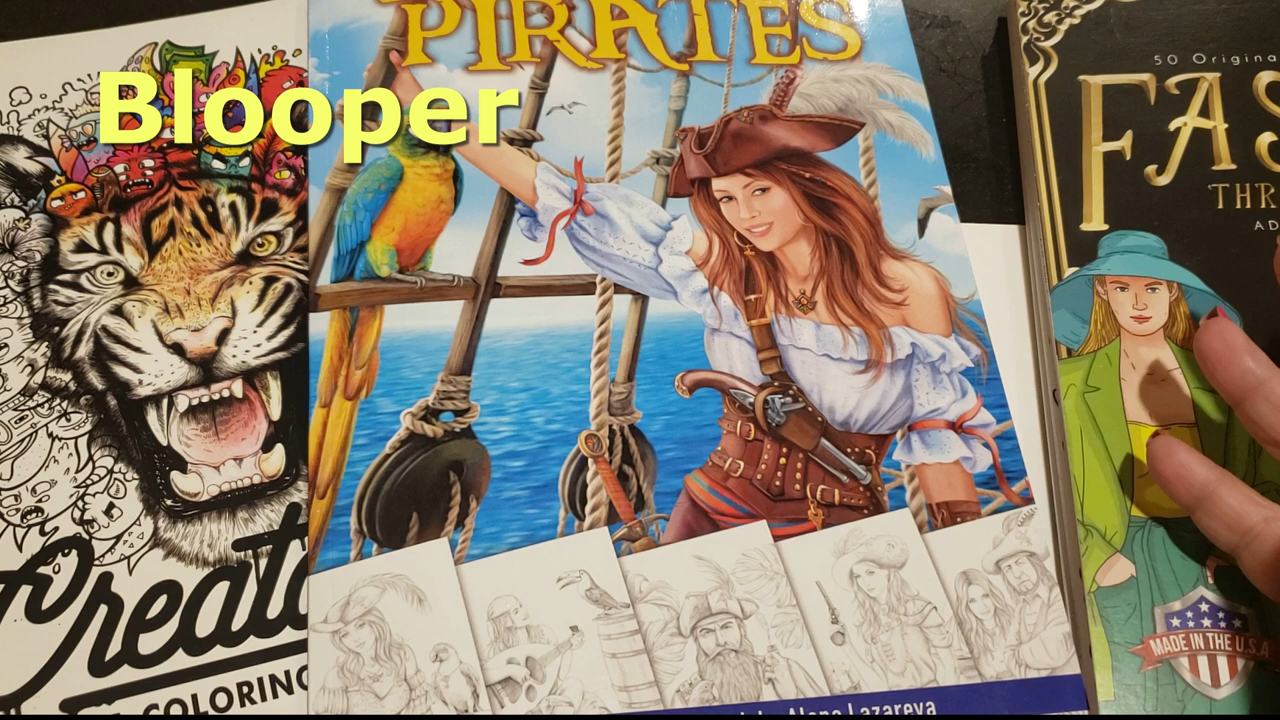 Blooper
PIRATES
50 Origina
FAS
THR
AD
Creat
COLORING
Alena Lazareva
MADE IN THE U.S.A